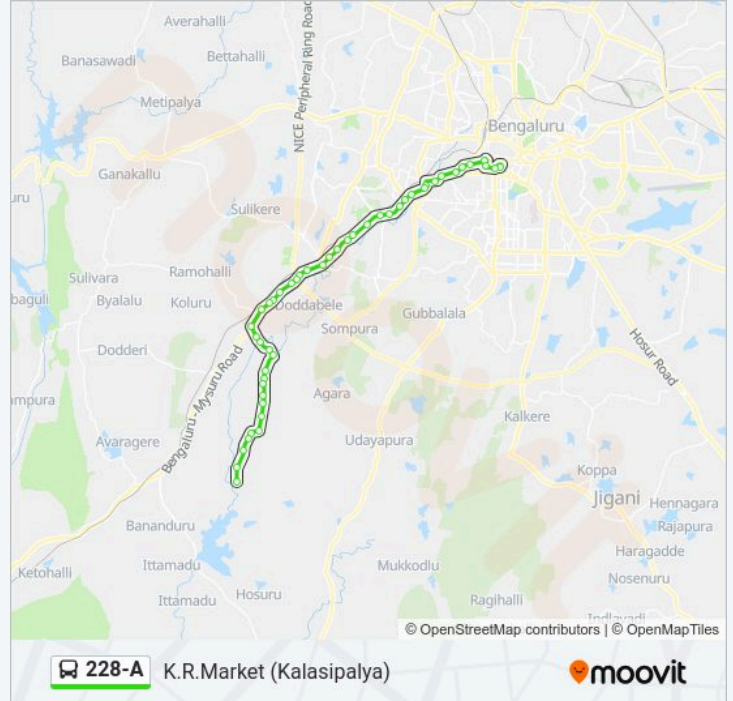 Averahalli
Banasawadi
Bettahalli
NICE Peripheral Ring Road
Metipalya
Bengaluru
Ganakallu
uru
Sulikere
Ramohalli
Sulivara
baguli
Byalalu
Koluru
Doddabele
Gubbalala
Sompura
Dodderi
Hosur Road
Bengaluru - Mysuru Road
ampura
Agara
Kalkere
Avaragere
Udayapura
Koppa
Jigani
Hennagara
Rajapura
Bananduru
Haragadde
Ittamadu
Mukkodlu
Ketohalli
Nosenuru
Hosuru
Ittamadu
Ragihalli
© OpenStreetMap contributors | © OpenMapTiles
228-A K.R.Market (Kalasipalya)
moovit